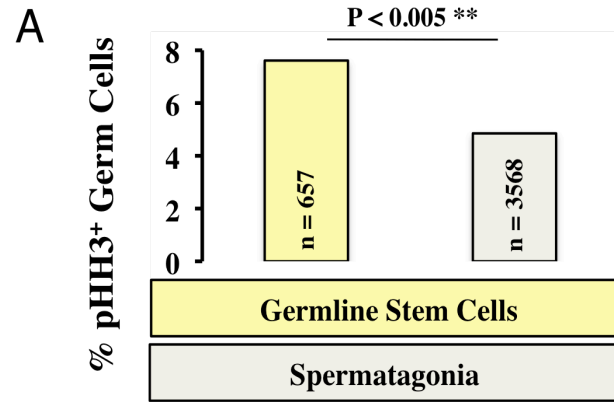 A
P < 0.005 **
% pHH3⁺ Germ Cells
8
6
4
2
0
n = 657
n = 3568
Germline Stem Cells
Spermatagonia